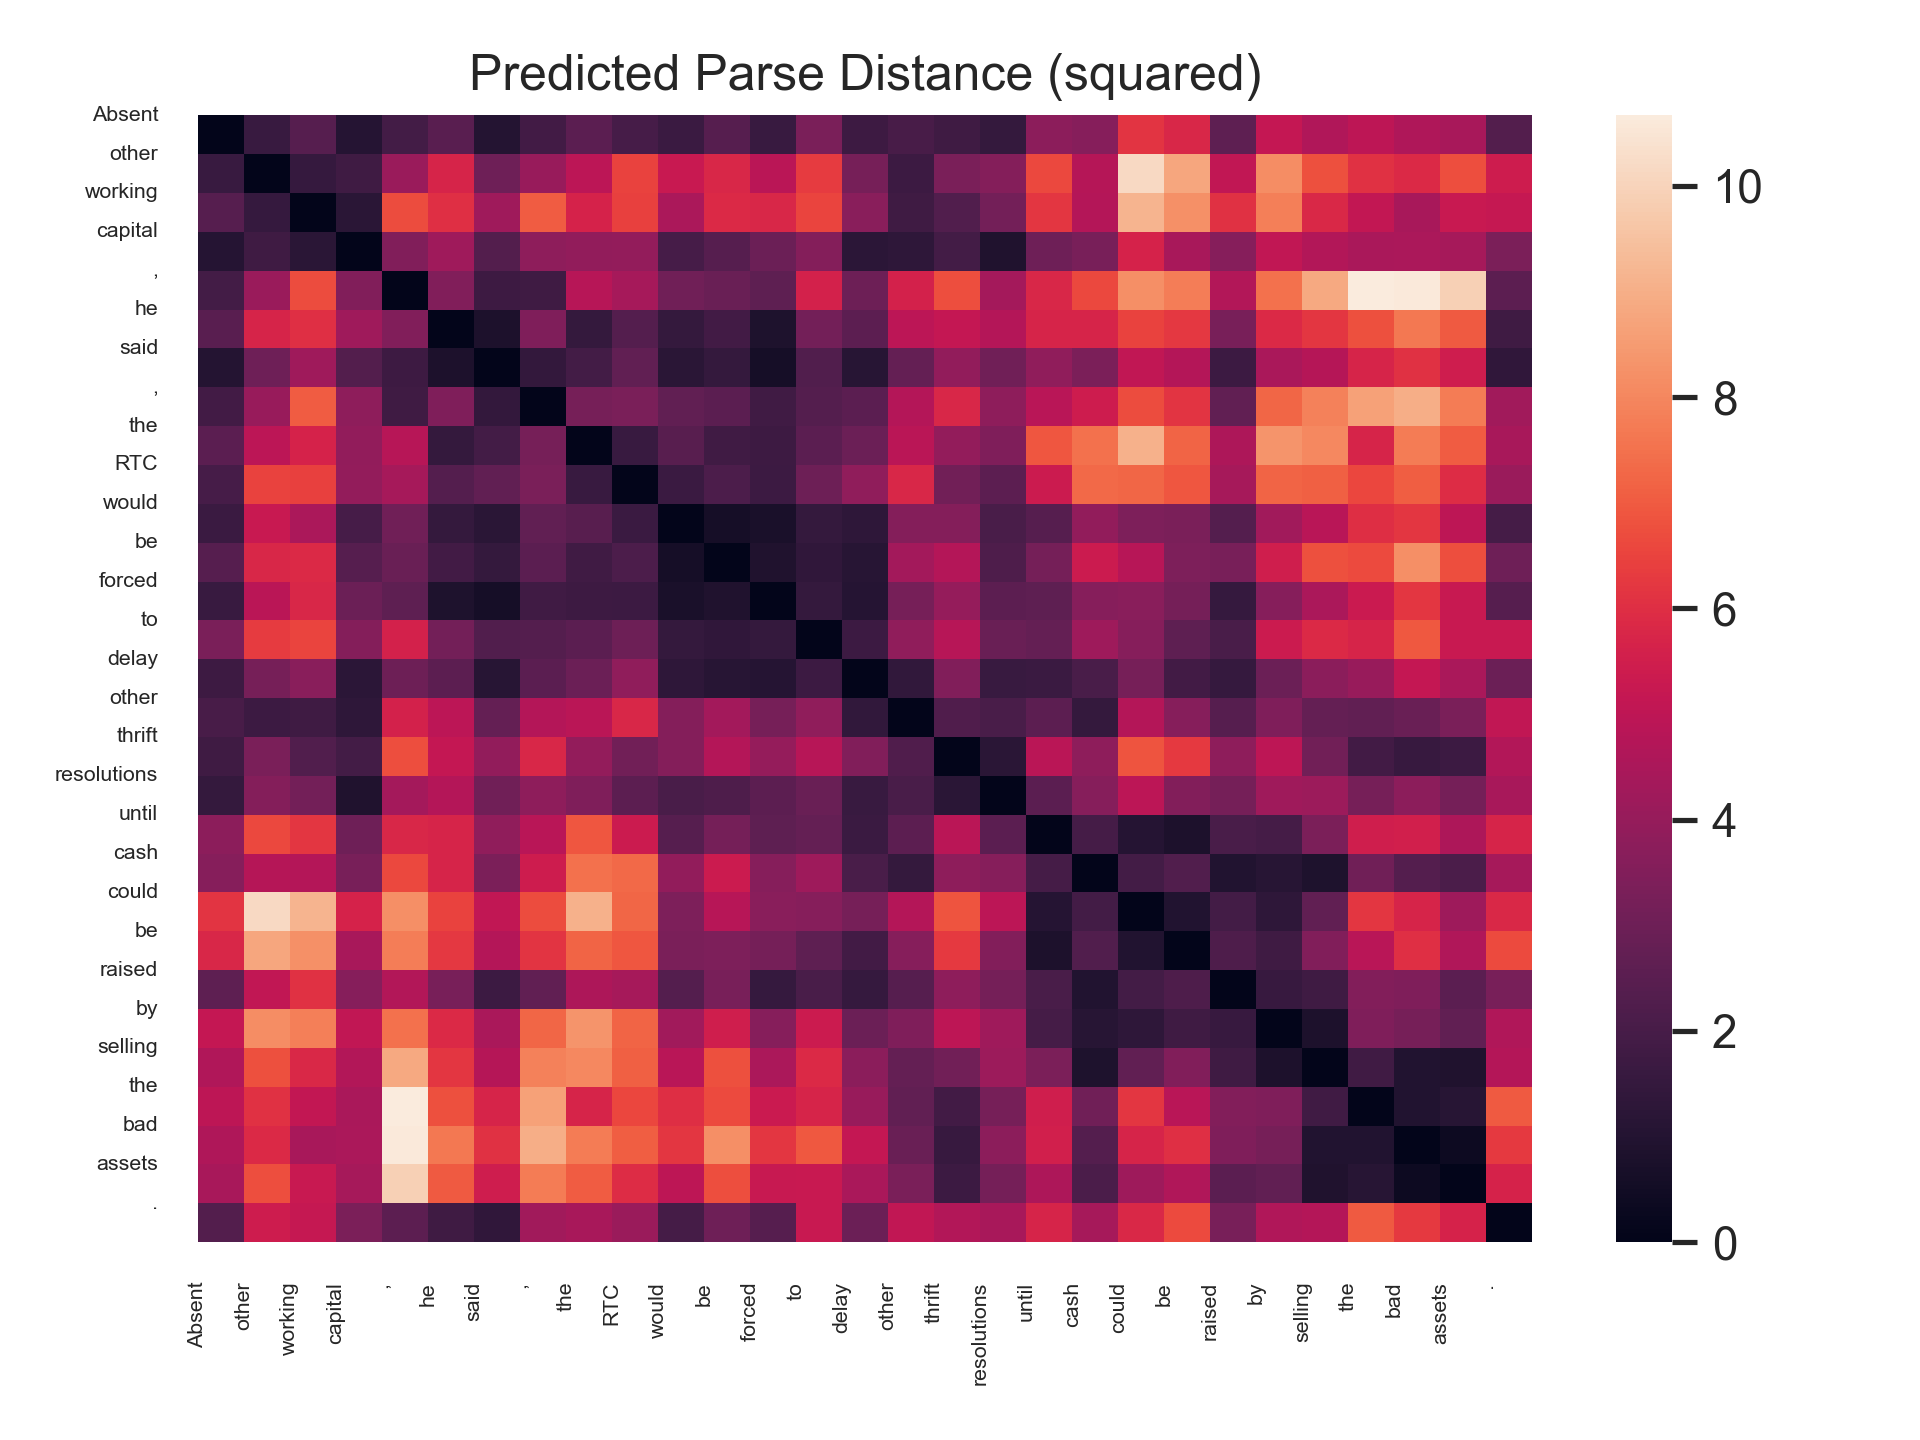 Predicted Parse Distance (squared)
Absent
other
working
capital
,
he
said
,
the
RTC
would
be
forced
to
delay
other
thrift
resolutions
until
cash
could
be
raised
by
selling
the
bad
assets
.
10
8
6
4
2
0
Absent
other
working
capital
,
he
said
,
the
RTC
would
be
forced
to
delay
other
thrift
resolutions
until
cash
could
be
raised
by
selling
the
bad
assets
.